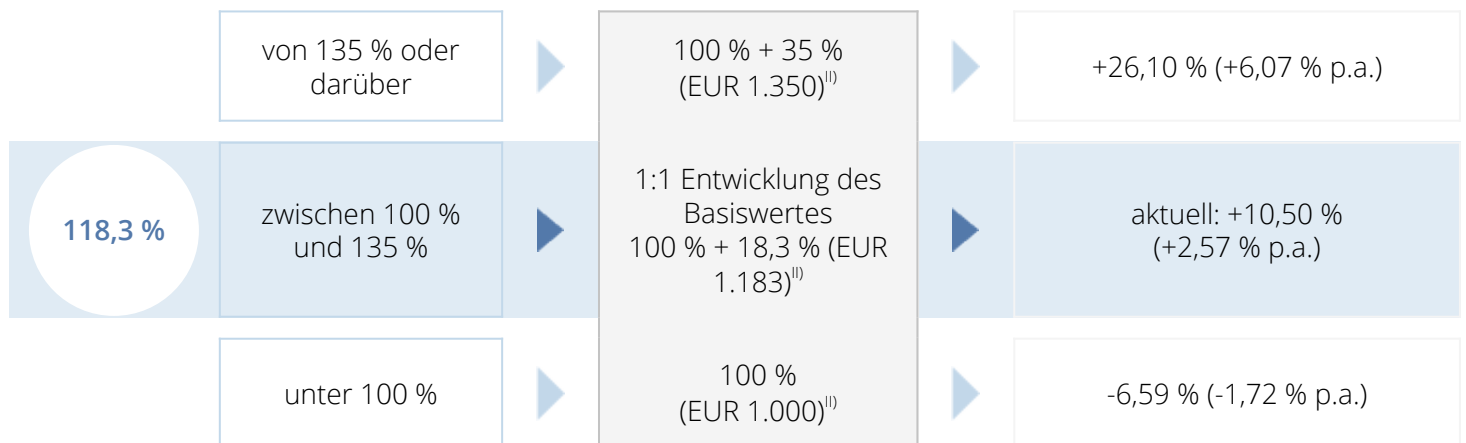 von 135 % oder
darüber
100 % + 35 %
(EUR 1.350)II)
+26,10 % (+6,07 % p.a.)
118,3 %
zwischen 100 %
und 135 %
1:1 Entwicklung des
Basiswertes
100 % + 18,3 % (EUR
1.183)II)
aktuell: +10,50 %
(+2,57 % p.a.)
unter 100 %
100 %
(EUR 1.000)II)
-6,59 % (-1,72 % p.a.)